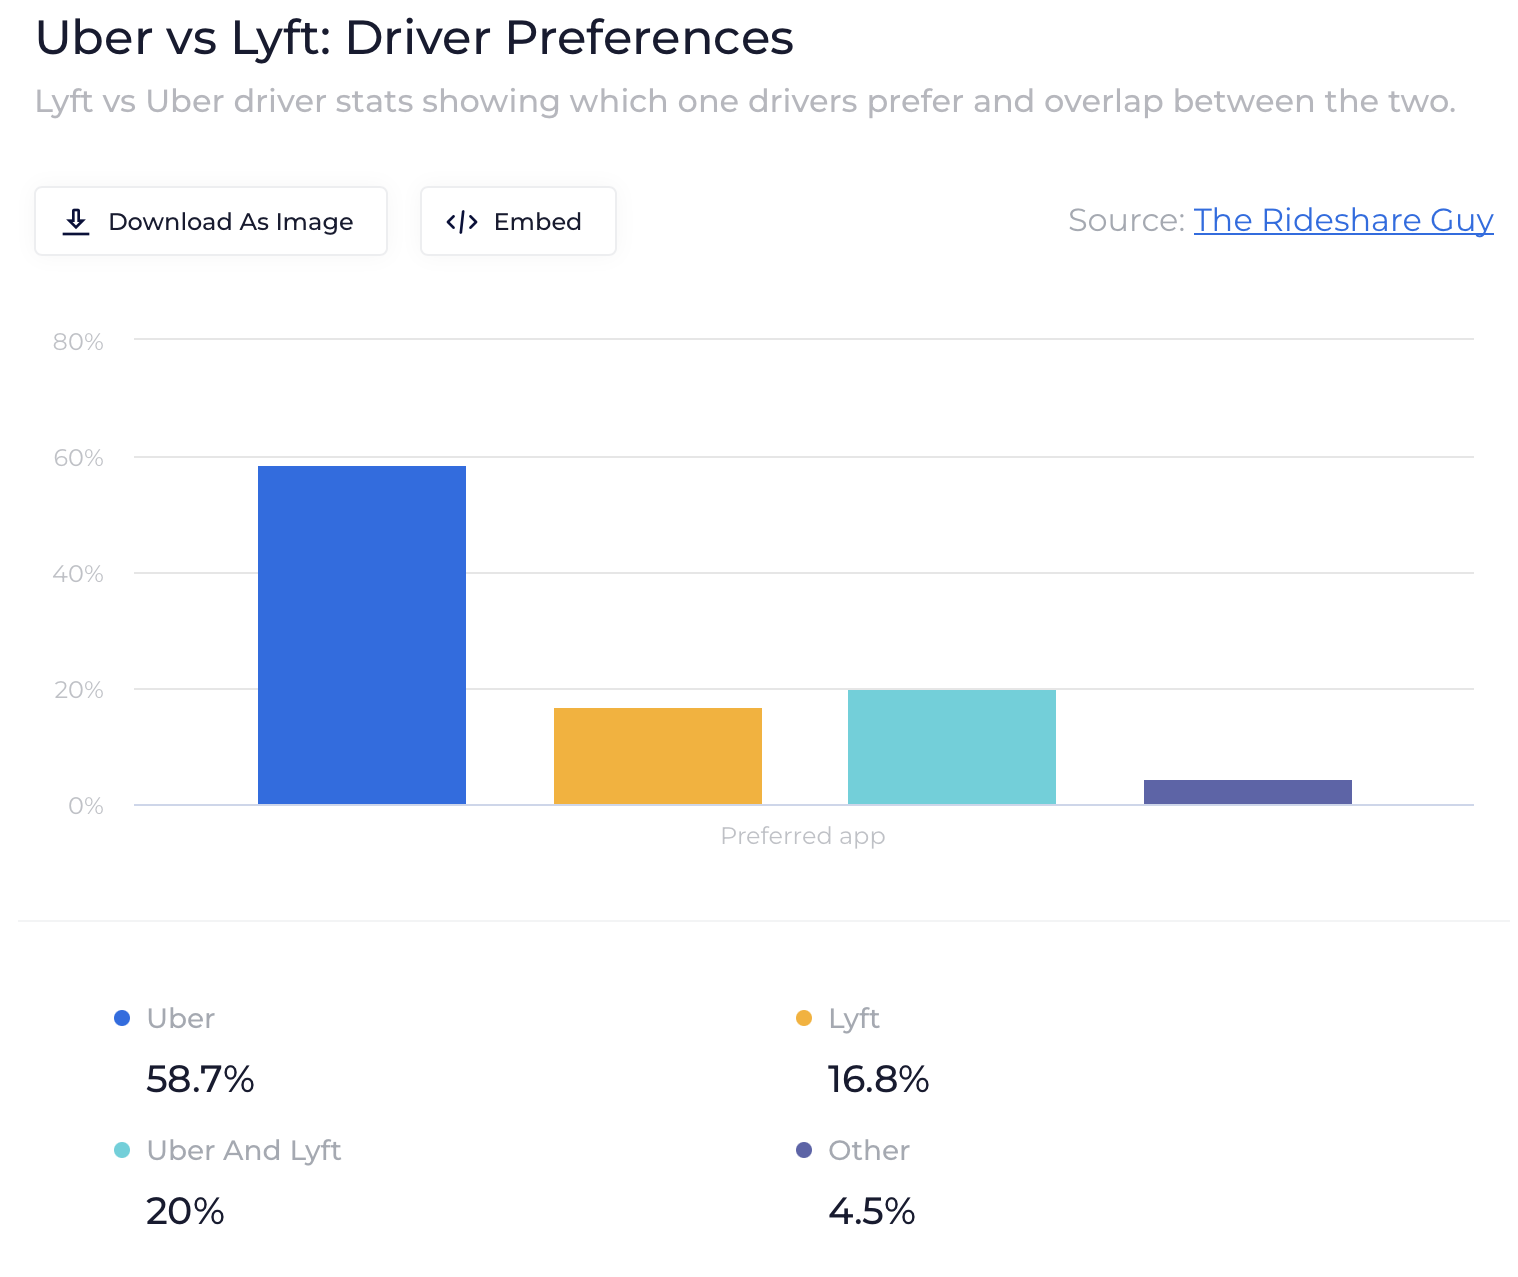 Uber vs Lyft: Driver Preferences
Lyft vs Uber driver stats showing which one drivers prefer and overlap between the two.
Download As Image
Embed
Source: The Rideshare Guy
80%
60%
40%
20%
0%
Preferred app
Uber
58.7%
Lyft
16.8%
Uber And Lyft
20%
Other
4.5%